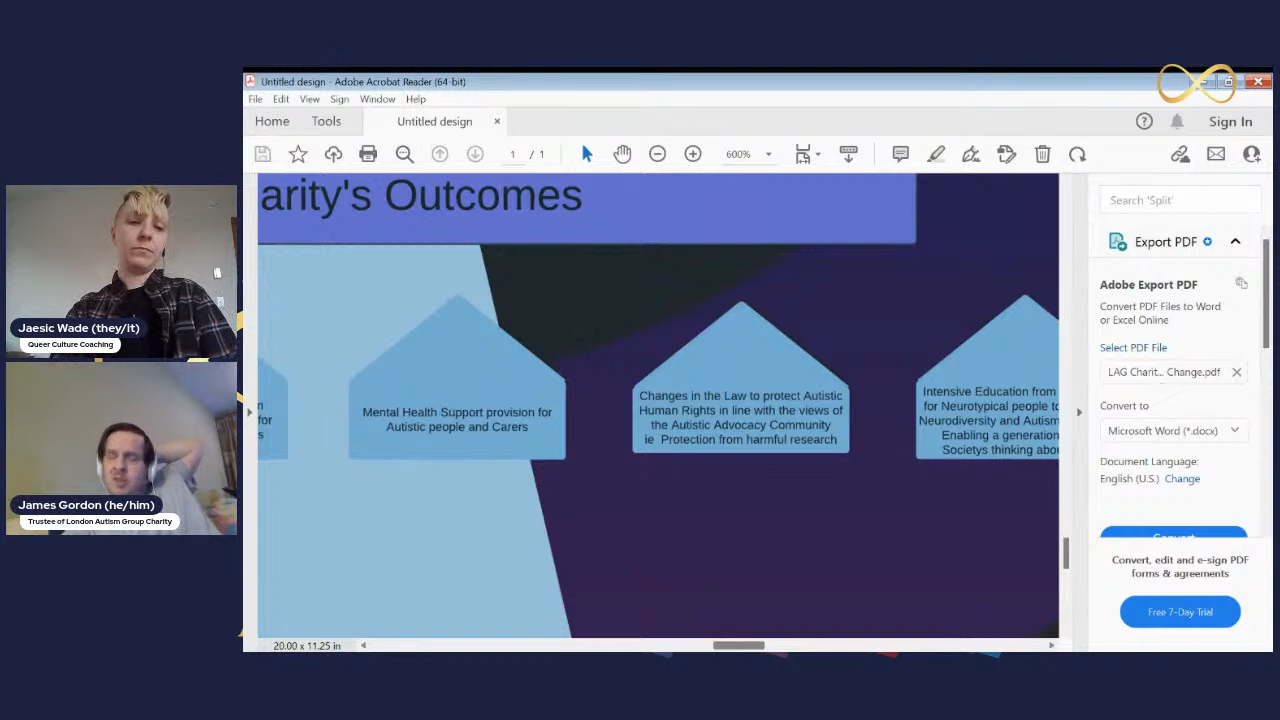 Untitled design - Adobe Acrobat Reader (64-bit)
File Edit View Sign Window Help
Home Tools Untitled design × Sign In
1 / 1 600%
arity's Outcomes
n
for
s
Mental Health Support provision for
Autistic people and Carers
Changes in the Law to protect Autistic
Human Rights in line with the views of
the Autistic Advocacy Community
ie Protection from harmful research
Intensive Education from
for Neurotypical people to
Neurodiversity and Autism
Enabling a generation
Societys thinking abou
20.00 x 11.25 in
Search 'Split'
Export PDF
Adobe Export PDF
Convert PDF Files to Word
or Excel Online
Select PDF File
LAG Charit... Change.pdf
Convert to
Microsoft Word (*.docx)
Document Language:
English (U.S.) Change
Convert
Convert, edit and e-sign PDF
forms & agreements
Free 7-Day Trial
Jaesic Wade (they/it)
Queer Culture Coaching
James Gordon (he/him)
Trustee of London Autism Group Charity